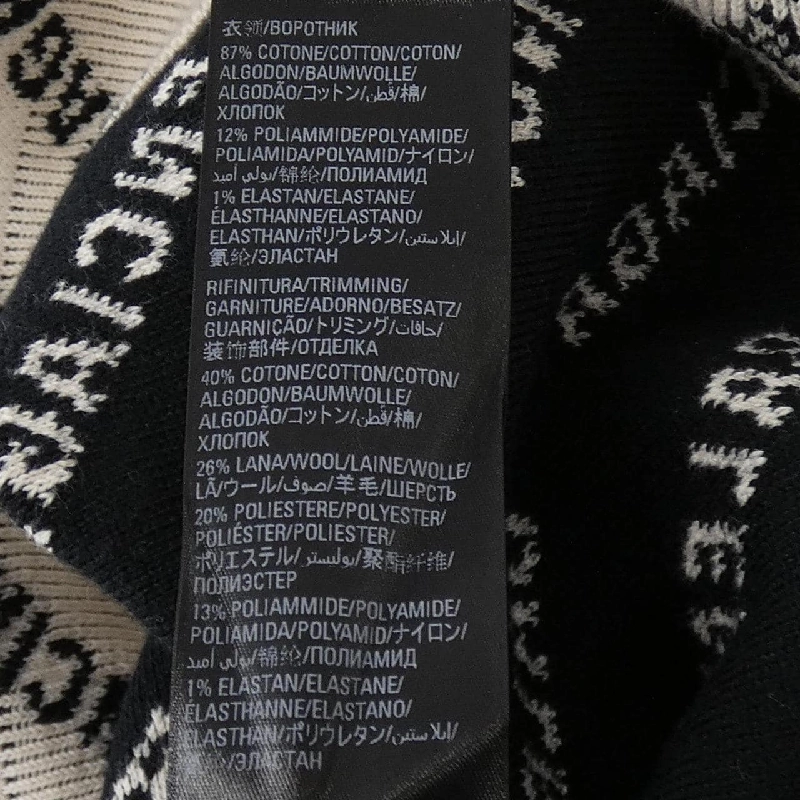 衣领/ВОРОТНИК
87% COTONE/COTTON/COTON/
ALGODON/BAUMWOLLE/
ALGODÃO/コットン/قطن/棉/
ХЛОПОК
12% POLIAMMIDE/POLYAMIDE/
POLIAMIDA/POLYAMID/ナイロン/
بولي أميد/锦纶/ПОЛИАМИД
1% ELASTAN/ELASTANE/
ÉLASTHANNE/ELASTANO/
ELASTHAN/ポリウレタン/ايلاستين/
氨纶/ЭЛАСТАН
RIFINITURA/TRIMMING/
GARNITURE/ADORNO/BESATZ/
GUARNIÇÃO/トリミング/حافات/
装饰部件/ОТДЕЛКА
40% COTONE/COTTON/COTON/
ALGODON/BAUMWOLLE/
ALGODÃO/コットン/قطن/棉/
ХЛОПОК
26% LANA/WOOL/LAINE/WOLLE/
LÃ/ウール/صوف/羊毛/ШЕРСТЬ
20% POLIESTERE/POLYESTER/
POLIÉSTER/POLIESTER/
ポリエステル/بوليستر/聚酯纤维/
ПОЛИЭСТЕР
13% POLIAMMIDE/POLYAMIDE/
POLIAMIDA/POLYAMID/ナイロン/
بولي أميد/锦纶/ПОЛИАМИД
1% ELASTAN/ELASTANE/
ÉLASTHANNE/ELASTANO/
ELASTHAN/ポリウレタン/ايلاستين/
/ЭЛАСТАН